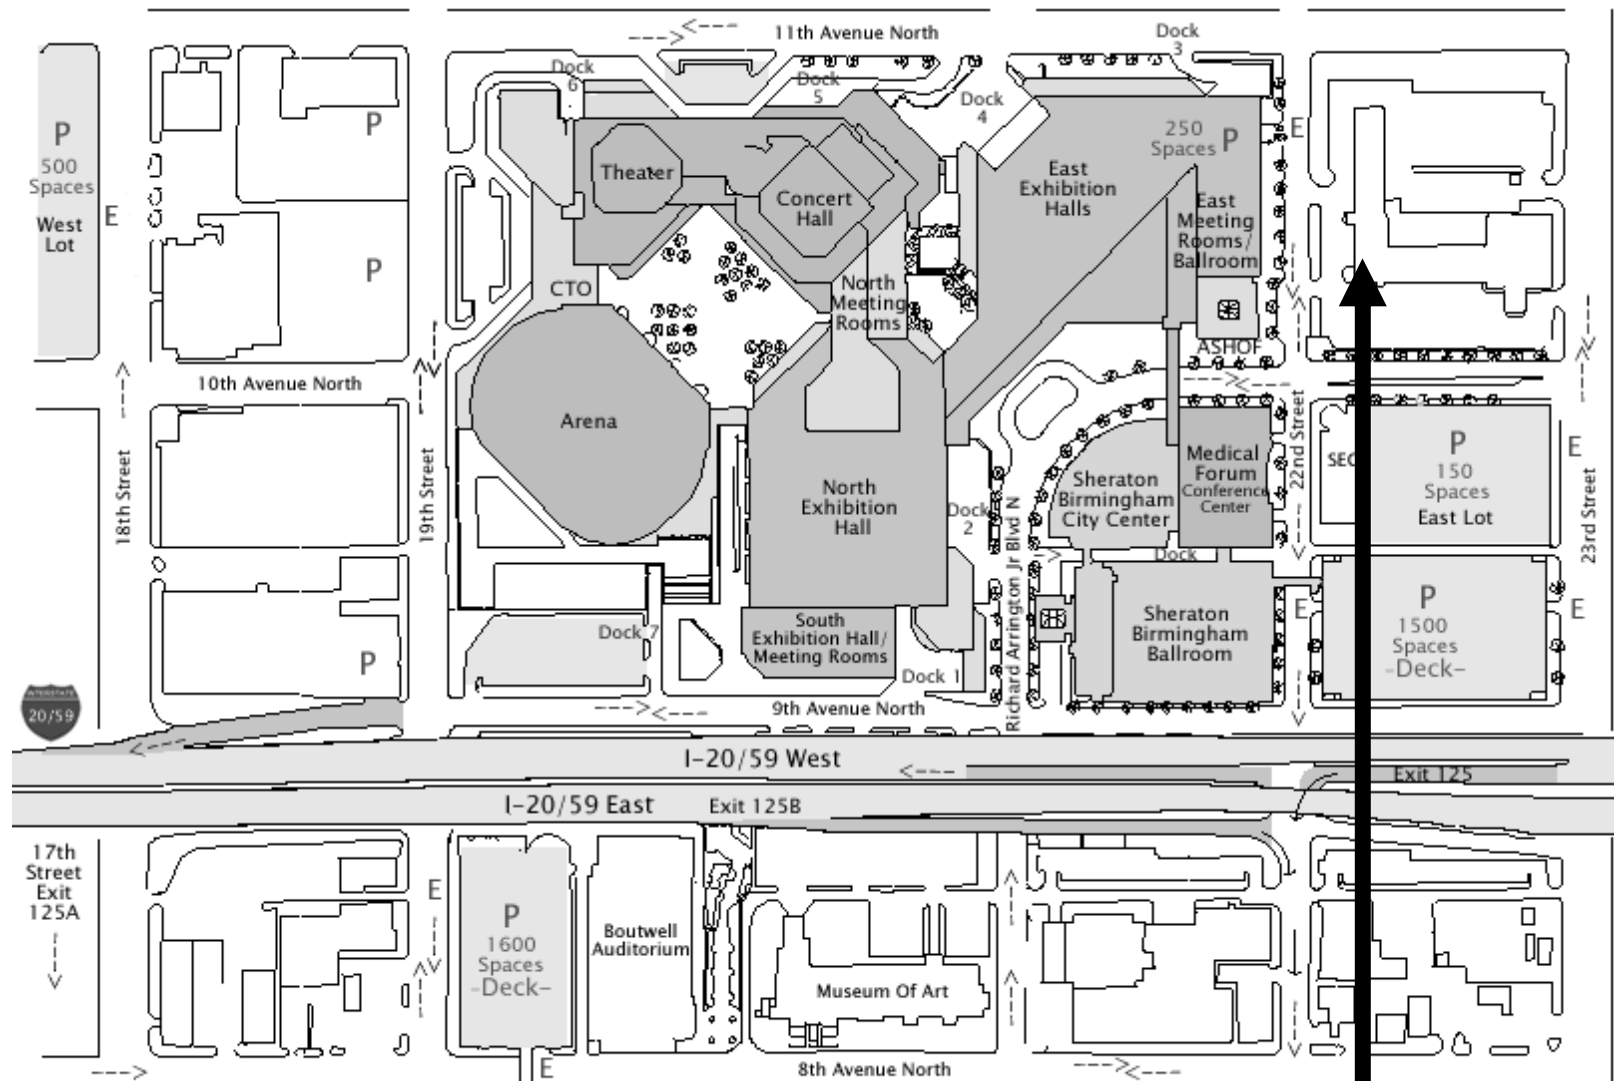 11th Avenue North
Dock
3
Dock
6
Dock
5
Dock
4
P
500
Spaces
West
Lot
E
P
P
Theater
Concert
Hall
East
Exhibition
Halls
250
Spaces
P
E
East
Meeting
Rooms/
Ballroom
CTO
North
Meeting
Rooms
ASHOF
10th Avenue North
Arena
North
Exhibition
Hall
Dock
2
18th Street
19th Street
Richard Arrington Jr Blvd N
22nd Street
23rd Street
Sheraton
Birmingham
City Center
Medical
Forum
Conference
Center
SEC
P
150
Spaces
East Lot
E
Dock
P
Dock 7
South
Exhibition Hall/
Meeting Rooms
Dock 1
Sheraton
Birmingham
Ballroom
E
P
1500
Spaces
-Deck-
E
INTERSTATE
20/59
9th Avenue North
I-20/59 West
Exit 125
I-20/59 East
Exit 125B
17th
Street
Exit
125A
E
P
1600
Spaces
-Deck-
Boutwell
Auditorium
Museum Of Art
E
8th Avenue North